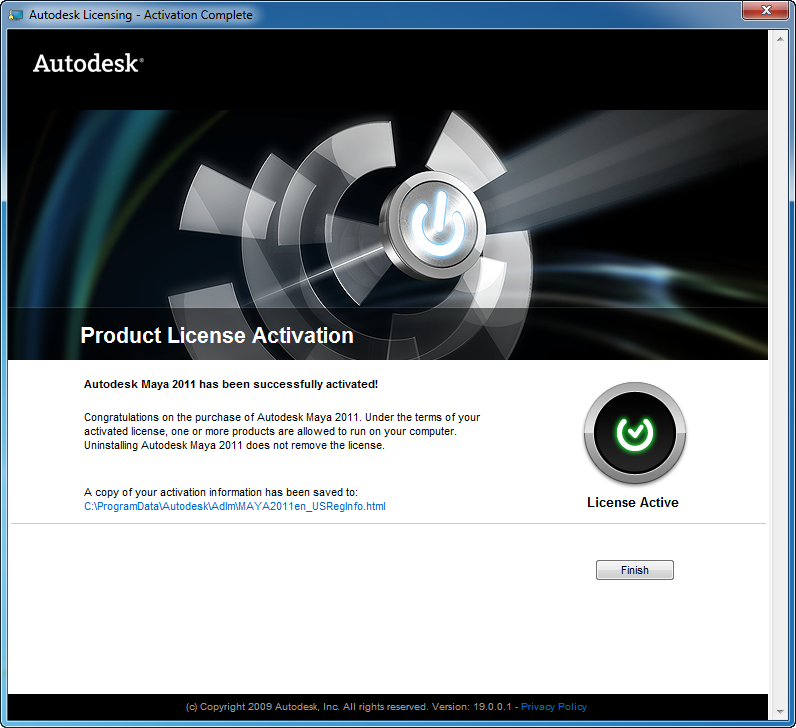 Autodesk Licensing - Activation Complete
Autodesk®
Product License Activation
Autodesk Maya 2011 has been successfully activated!
Congratulations on the purchase of Autodesk Maya 2011. Under the terms of your
activated license, one or more products are allowed to run on your computer.
Uninstalling Autodesk Maya 2011 does not remove the license.
A copy of your activation information has been saved to:
C:\ProgramData\Autodesk\Adlm\MAYA2011en_USRegInfo.html
License Active
Finish
(c) Copyright 2009 Autodesk, Inc. All rights reserved. Version: 19.0.0.1 - Privacy Policy